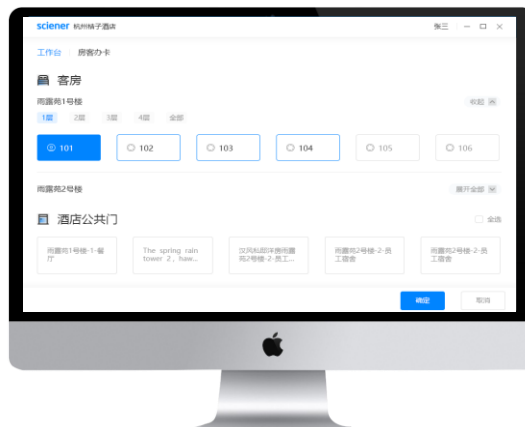 sciener 杭州柚子酒店
张三
工作台 房客办卡
客房
雨露苑1号楼
收起
1层 2层 3层 4层 全部
101 102 103 104 105 106
雨露苑2号楼
展开全部
酒店公共门
全选
雨露苑1号楼-1-餐厅
The spring rain tower 2, haw...
汉风和邸洋房雨露苑2号楼-2-员工...
雨露苑2号楼-2-员工宿舍
雨露苑2号楼-2-员工宿舍
确定 取消